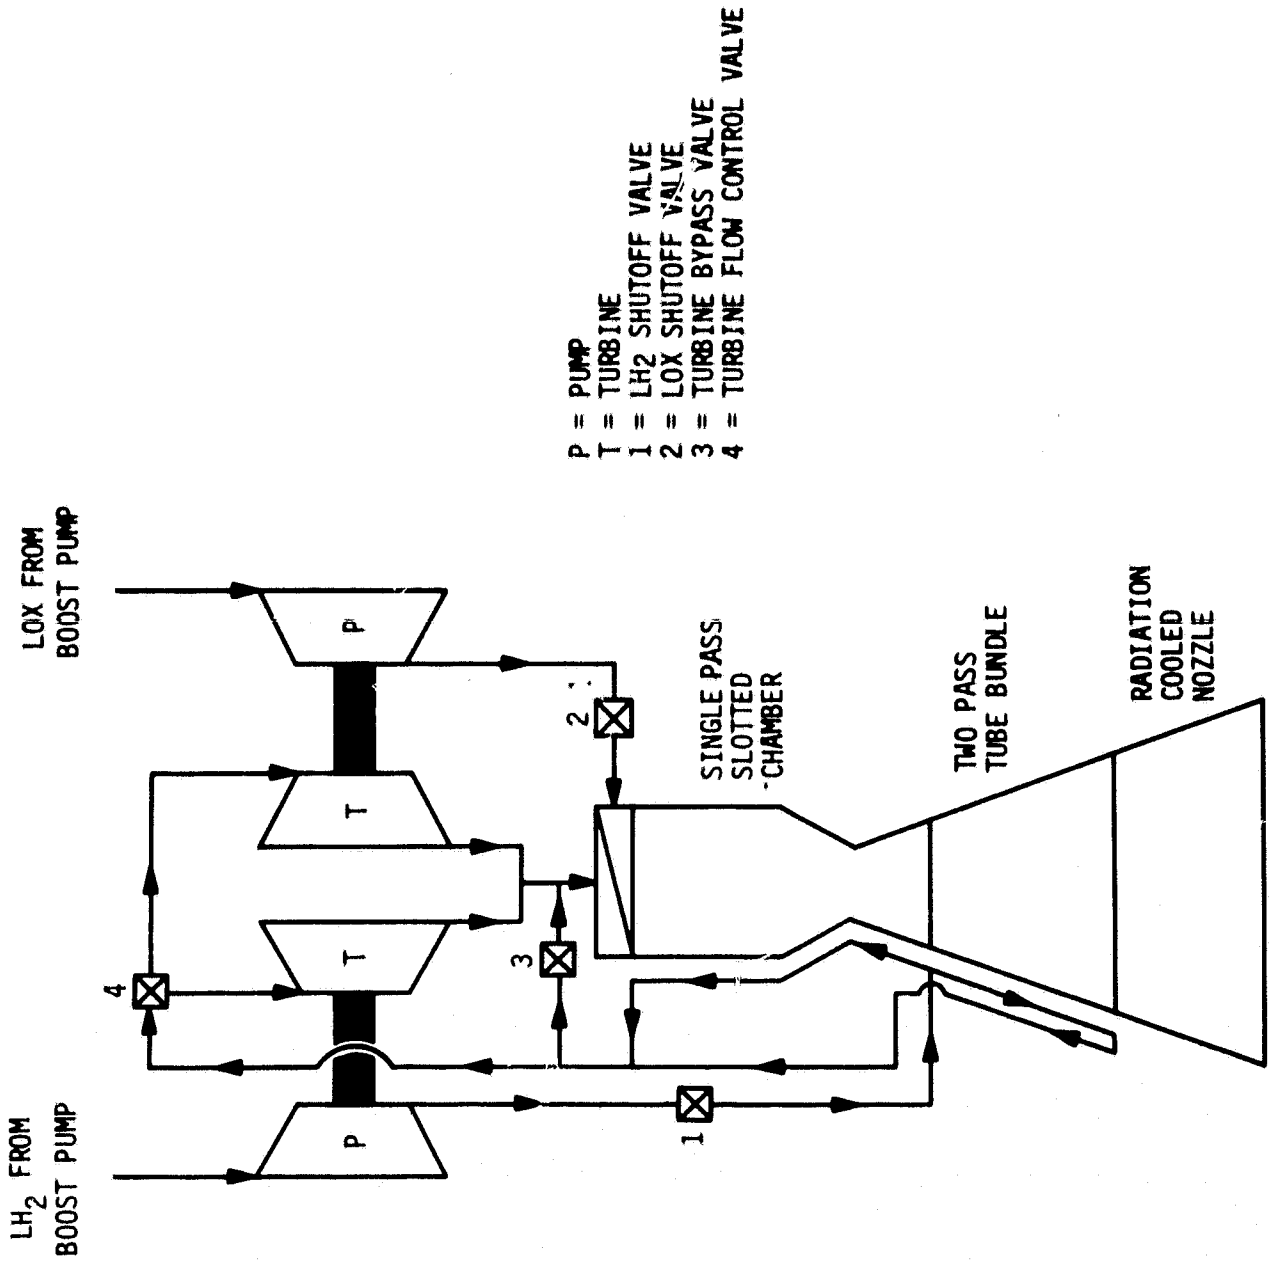 LH2 FROM
BOOST PUMP
LOX FROM
BOOST PUMP
4
P
T
T
P
3
2
1
P = PUMP
T = TURBINE
1 = LH2 SHUTOFF VALVE
2 = LOX SHUTOFF VALVE
3 = TURBINE BYPASS VALVE
4 = TURBINE FLOW CONTROL VALVE
SINGLE PASS
SLOTTED
CHAMBER
TWO PASS
TUBE BUNDLE
RADIATION
COOLED
NOZZLE